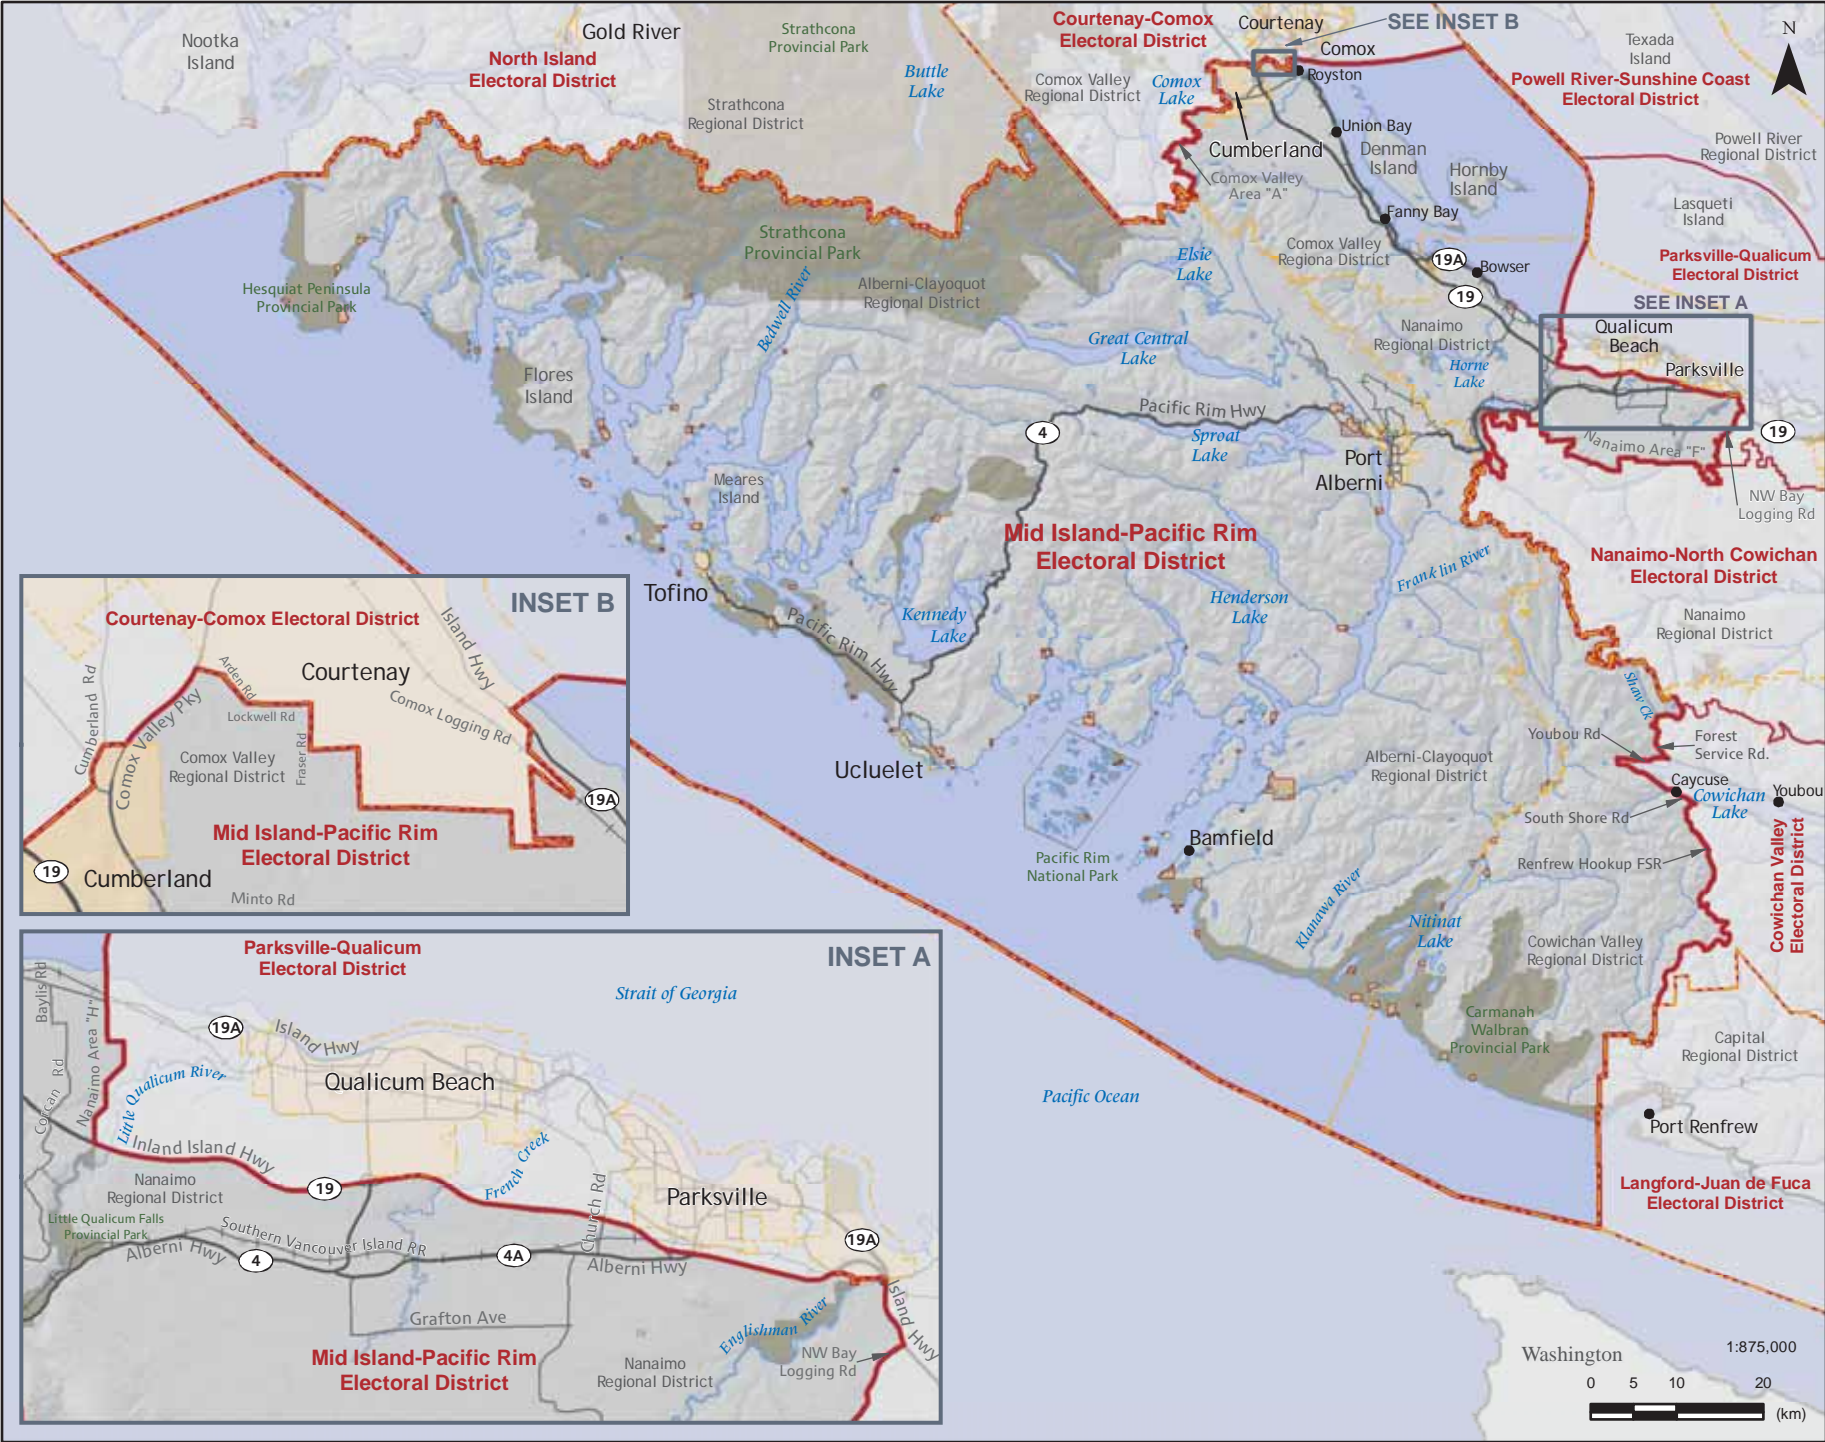 Nootka
Island
Gold River
North Island
Electoral District
Strathcona
Provincial Park
Buttle
Lake
Strathcona
Regional District
Courtenay-Comox
Electoral District
Courtenay
SEE INSET B
Comox
Comox Valley
Regional District
Comox
Lake
Royston
N
Texada
Island
Powell River-Sunshine Coast
Electoral District
Powell River
Regional District
Union Bay
Cumberland
Denman
Island
Hornby
Island
Comox Valley
Area "A"
Lasqueti
Island
Fanny Bay
Strathcona
Provincial Park
Elsie
Lake
Comox Valley
Regiona District
19A
Bowser
19
Parksville-Qualicum
Electoral District
SEE INSET A
Hesquiat Peninsula
Provincial Park
Bedwell River
Alberni-Clayoquot
Regional District
Great Central
Lake
Nanaimo
Regional District
Horne
Lake
Qualicum
Beach
Parksville
Flores
Island
4
Pacific Rim Hwy
Sproat
Lake
Port
Alberni
19
Nanaimo Area "F"
NW Bay
Logging Rd
Meares
Island
Mid Island-Pacific Rim
Electoral District
Franklin River
Nanaimo-North Cowichan
Electoral District
Nanaimo
Regional District
Tofino
Pacific Rim Hwy
Kennedy
Lake
Henderson
Lake
Shaw Ck
Youbou Rd
Forest
Service Rd.
Ucluelet
Alberni-Clayoquot
Regional District
Caycuse
Cowichan
Lake
Youbou
South Shore Rd
Renfrew Hookup FSR
Cowichan Valley
Electoral District
Bamfield
Pacific Rim
National Park
Klanawa River
Nitinat
Lake
Cowichan Valley
Regional District
Carmanah
Walbran
Provincial Park
Capital
Regional District
Pacific Ocean
Port Renfrew
Langford-Juan de Fuca
Electoral District
Washington
1:875,000
0 5 10 20
(km)
INSET B
Courtenay-Comox Electoral District
Island Hwy
Cumberland Rd
Arden Rd
Courtenay
Comox Valley Pky
Lockwell Rd
Comox Logging Rd
Fraser Rd
Comox Valley
Regional District
19A
Mid Island-Pacific Rim
Electoral District
19
Cumberland
Minto Rd
INSET A
Parksville-Qualicum
Electoral District
Strait of Georgia
Baylis Rd
Nanaimo Area "H"
19A
Island Hwy
Corcan Rd
Little Qualicum River
Qualicum Beach
Inland Island Hwy
French Creek
Nanaimo
Regional District
19
Church Rd
Parksville
Little Qualicum Falls
Provincial Park
Southern Vancouver Island RR
19A
Alberni Hwy
4
4A
Alberni Hwy
Island Hwy
Grafton Ave
Englishman River
Mid Island-Pacific Rim
Electoral District
Nanaimo
Regional District
NW Bay
Logging Rd